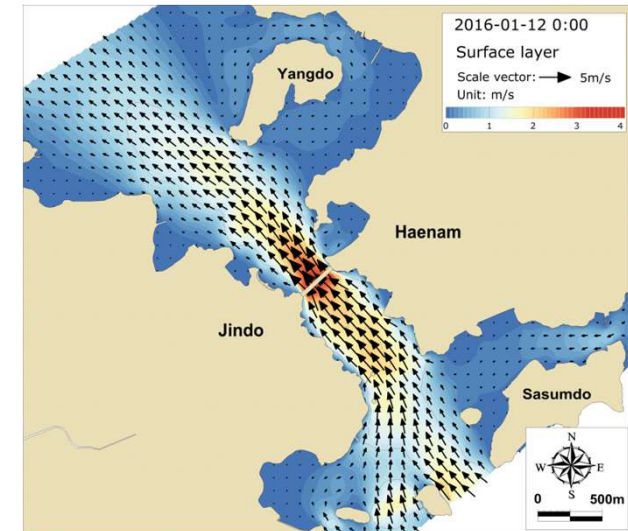 2016-01-12 0:00
Surface layer
Scale vector: 5m/s
Unit: m/s
0 1 2 3 4
Yangdo
Haenam
Jindo
Sasumdo
N
W E
S
0 500m